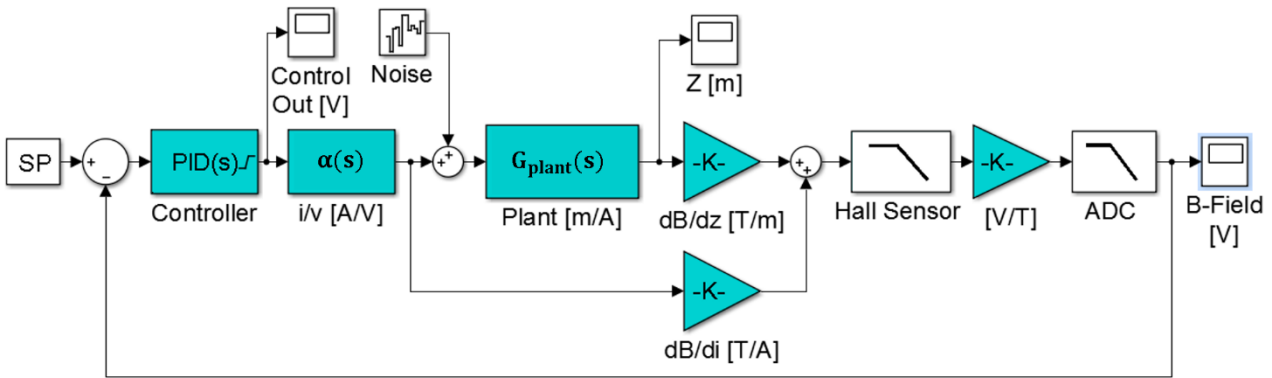 Control
Out [V]
Noise
Z [m]
SP
+
−
PID(s)
Controller
α(s)
i/v [A/V]
+
+
Gplant(s)
Plant [m/A]
-K-
dB/dz [T/m]
+
+
Hall Sensor
-K-
[V/T]
ADC
B-Field
[V]
-K-
dB/di [T/A]